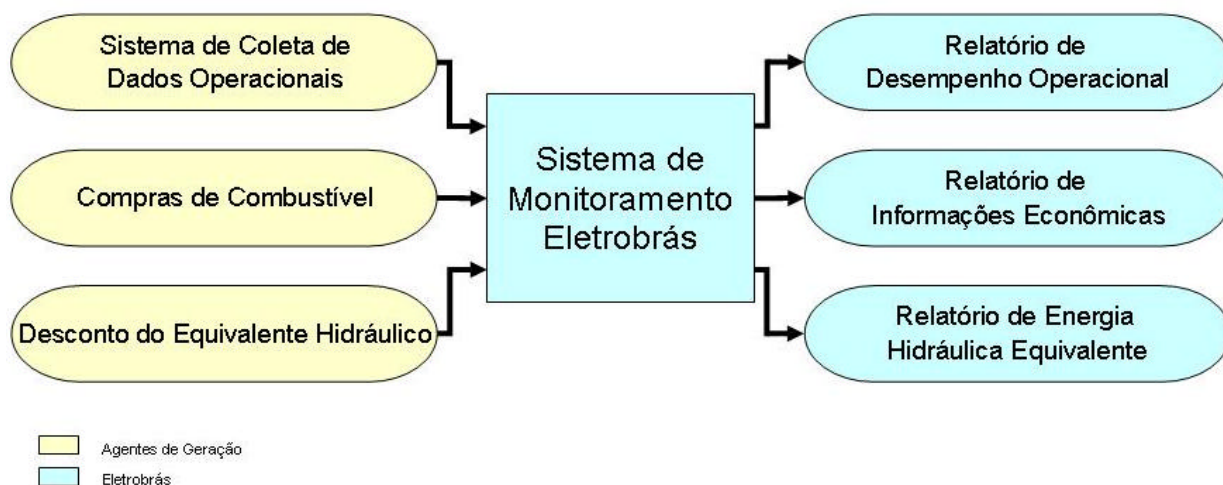 Sistema de Coleta de
Dados Operacionais
Compras de Combustível
Desconto do Equivalente Hidráulico
Sistema de
Monitoramento
Eletrobrás
Relatório de
Desempenho Operacional
Relatório de
Informações Econômicas
Relatório de Energia
Hidráulica Equivalente
Agentes de Geração
Eletrobrás